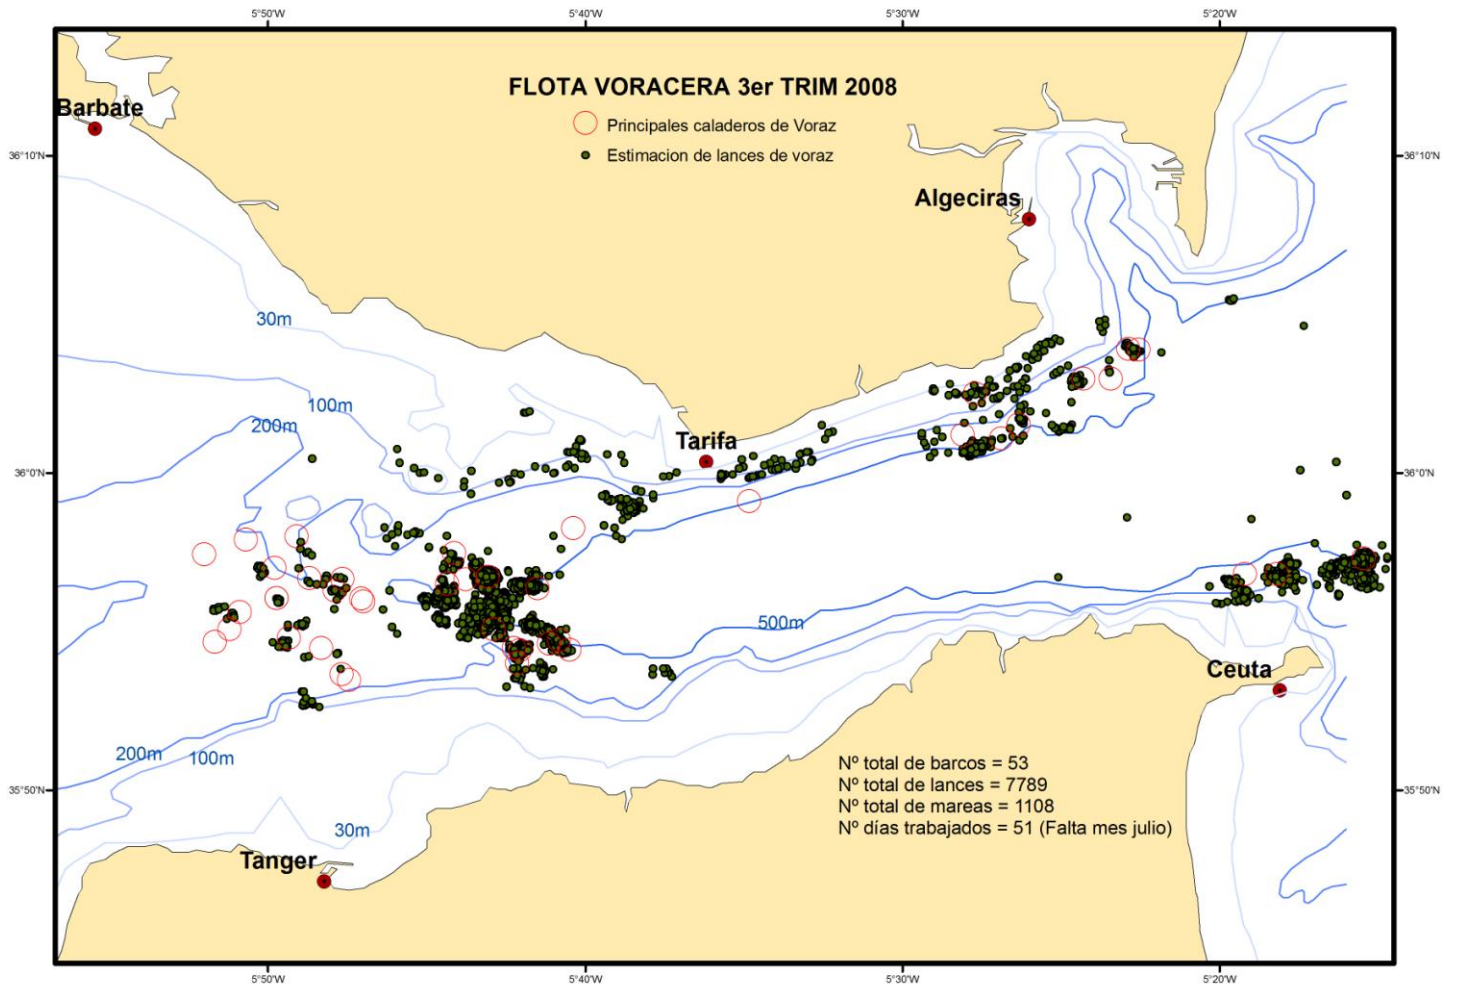 5°50'W 5°40'W 5°30'W 5°20'W
FLOTA VORACERA 3er TRIM 2008
Principales caladeros de Voraz
Estimacion de lances de voraz
Barbate
36°10'N 36°10'N
Algeciras
30m
100m
200m
Tarifa
36°0'N 36°0'N
500m
Ceuta
200m
100m
Nº total de barcos = 53
Nº total de lances = 7789
Nº total de mareas = 1108
Nº días trabajados = 51 (Falta mes julio)
35°50'N 35°50'N
30m
Tanger
5°50'W 5°40'W 5°30'W 5°20'W